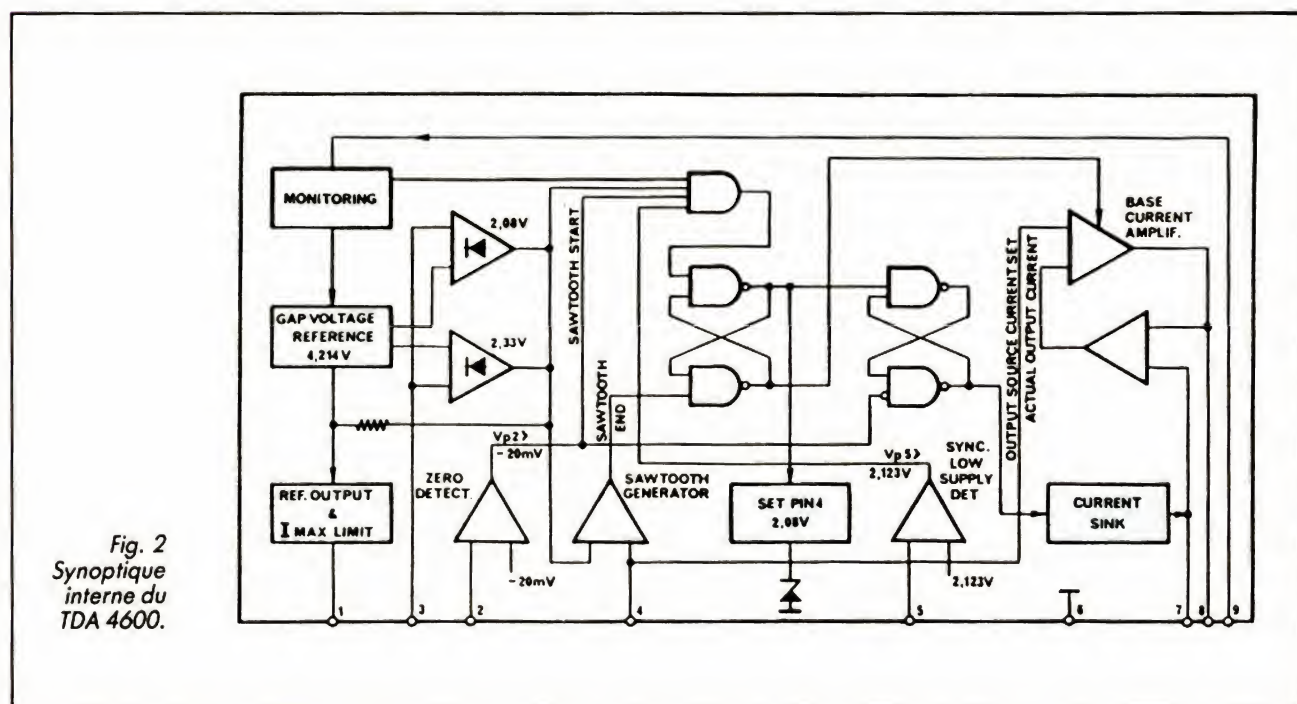 MONITORING
GAP VOLTAGE
REFERENCE
4,214 V
REF. OUTPUT
&
I MAX LIMIT
2,08V
2,33V
SAWTOOTH START
SAWTOOTH
END
Vp2>
-20mV
ZERO
DETECT.
-20mV
SAWTOOTH
GENERATOR
SET PIN 4
2,08V
Vp5>
2,123V
SYNC.
LOW
SUPPLY
DET
2,123V
OUTPUT SOURCE CURRENT SET
ACTUAL OUTPUT CURRENT
BASE
CURRENT
AMPLIF.
CURRENT
SINK
1
3
2
4
5
6
7
8
9
Fig. 2
Synoptique
interne du
TDA 4600.